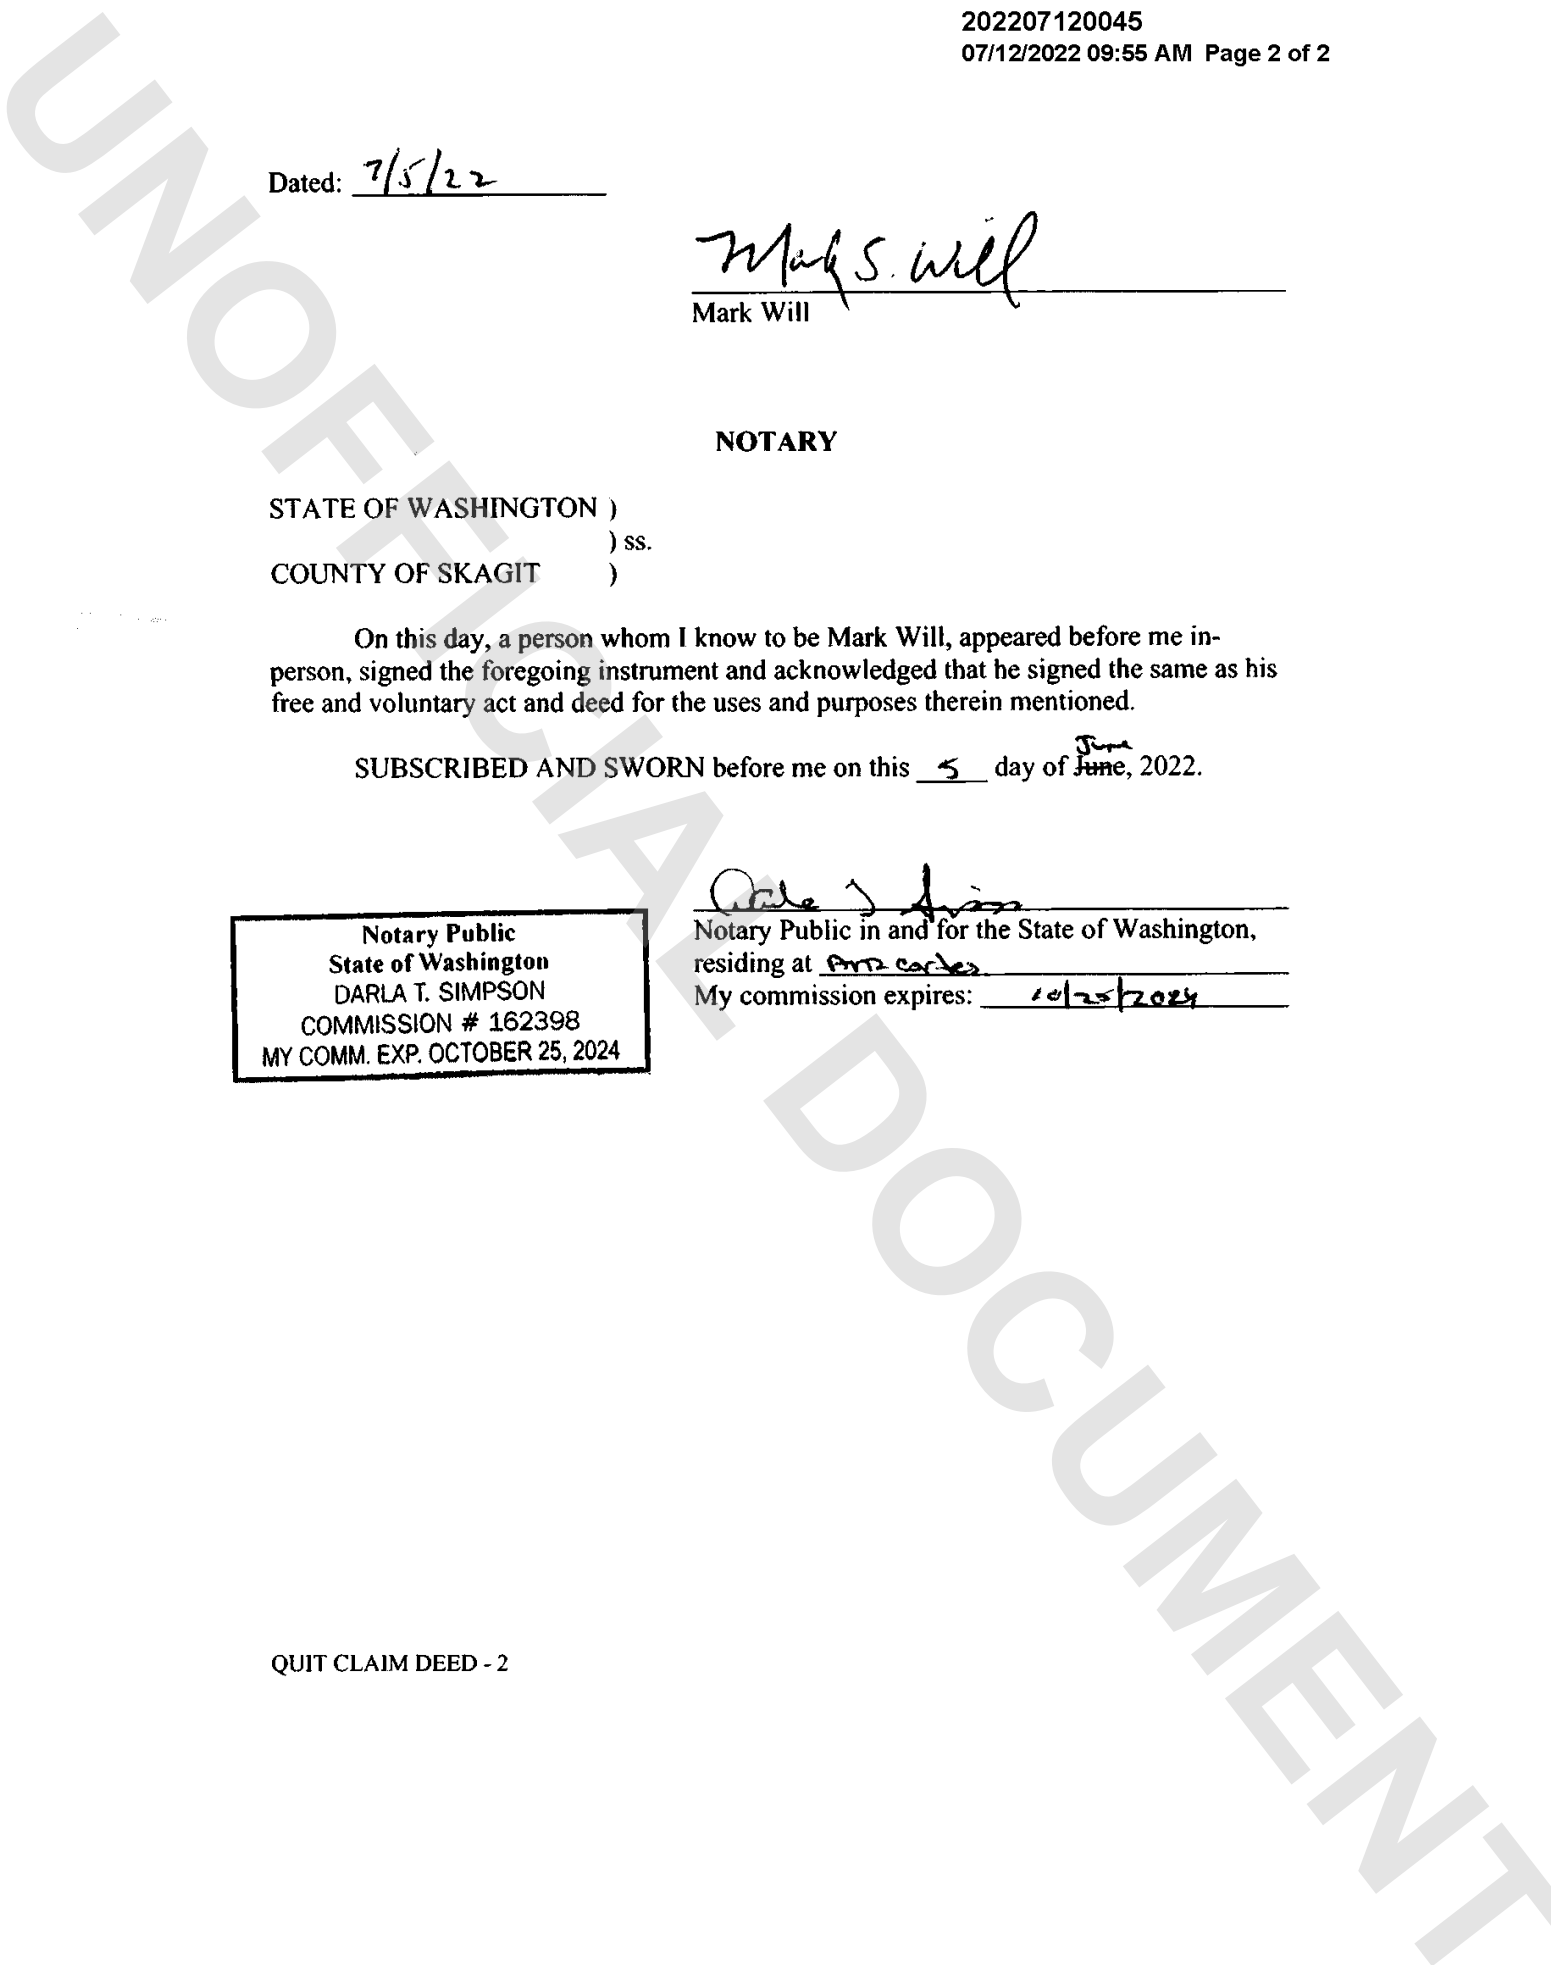 202207120045
07/12/2022 09:55 AM Page 2 of 2
UNOFFICIAL DOCUMENT
Dated: 7/5/22
Mark S. Will
Mark Will
NOTARY
STATE OF WASHINGTON )
) ss.
COUNTY OF SKAGIT )
On this day, a person whom I know to be Mark Will, appeared before me in-
person, signed the foregoing instrument and acknowledged that he signed the same as his
free and voluntary act and deed for the uses and purposes therein mentioned.
June
SUBSCRIBED AND SWORN before me on this 5 day of June, 2022.
Notary Public in and for the State of Washington,
residing at
My commission expires: 10/25/2024
Notary Public
State of Washington
DARLA T. SIMPSON
COMMISSION # 162398
MY COMM. EXP. OCTOBER 25, 2024
QUIT CLAIM DEED - 2